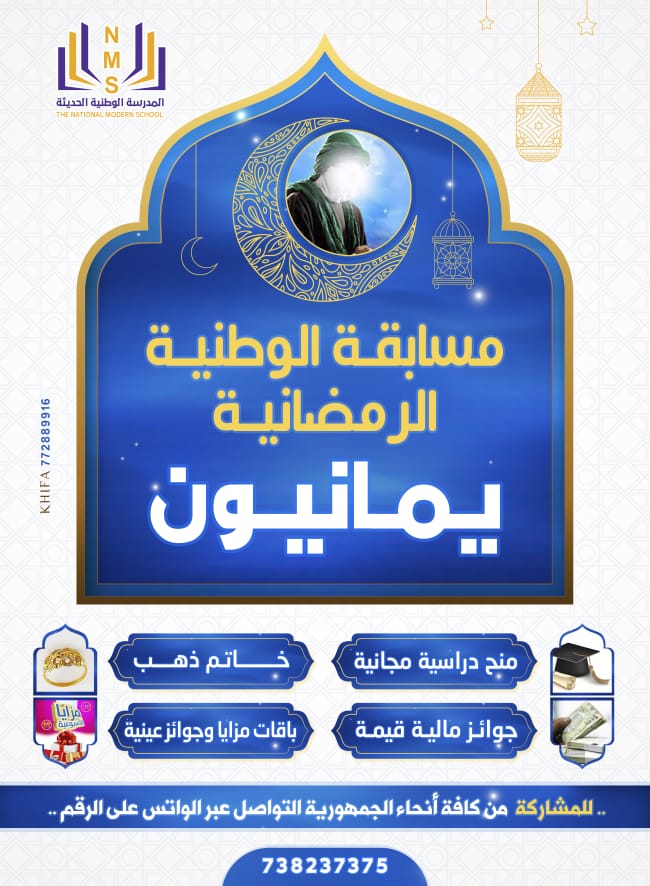 NMS
المدرسة الوطنية الحديثة
THE NATIONAL MODERN SCHOOL
مسابقة الوطنية
الرمضانية
يمانيون
KHIFA 772889916
منح دراسية مجانية
خاتم ذهب
جوائز مالية قيمة
باقات مزايا وجوائز عينية
مزايا
.. للمشاركة من كافة أنحاء الجمهورية التواصل عبر الواتس على الرقم ..
738237375